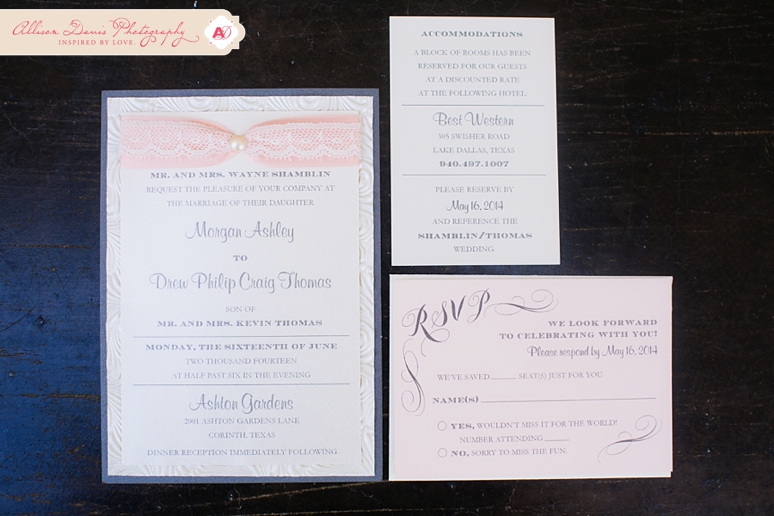 Allison Davis Photography
INSPIRED BY LOVE.
AD
MR. AND MRS. WAYNE SHAMBLIN
REQUEST THE PLEASURE OF YOUR COMPANY AT
THE MARRIAGE OF THEIR DAUGHTER
Morgan Ashley
TO
Drew Philip Craig Thomas
SON OF
MR. AND MRS. KEVIN THOMAS
MONDAY, THE SIXTEENTH OF JUNE
TWO THOUSAND FOURTEEN
AT HALF PAST SIX IN THE EVENING
Ashton Gardens
2001 ASHTON GARDENS LANE
CORINTH, TEXAS
DINNER RECEPTION IMMEDIATELY FOLLOWING
ACCOMMODATIONS
A BLOCK OF ROOMS HAS BEEN
RESERVED FOR OUR GUESTS
AT A DISCOUNTED RATE
AT THE FOLLOWING HOTEL:
Best Western
305 SWISHER ROAD
LAKE DALLAS, TEXAS
940.497.1007
PLEASE RESERVE BY
May 16, 2014
AND REFERENCE THE
SHAMBLIN/THOMAS
WEDDING.
RSVP
WE LOOK FORWARD
TO CELEBRATING WITH YOU!
Please respond by May 16, 2014
WE'VE SAVED _____ SEAT(S) JUST FOR YOU.
NAME(S)
YES, WOULDN'T MISS IT FOR THE WORLD!
NUMBER ATTENDING _____
NO, SORRY TO MISS THE FUN.